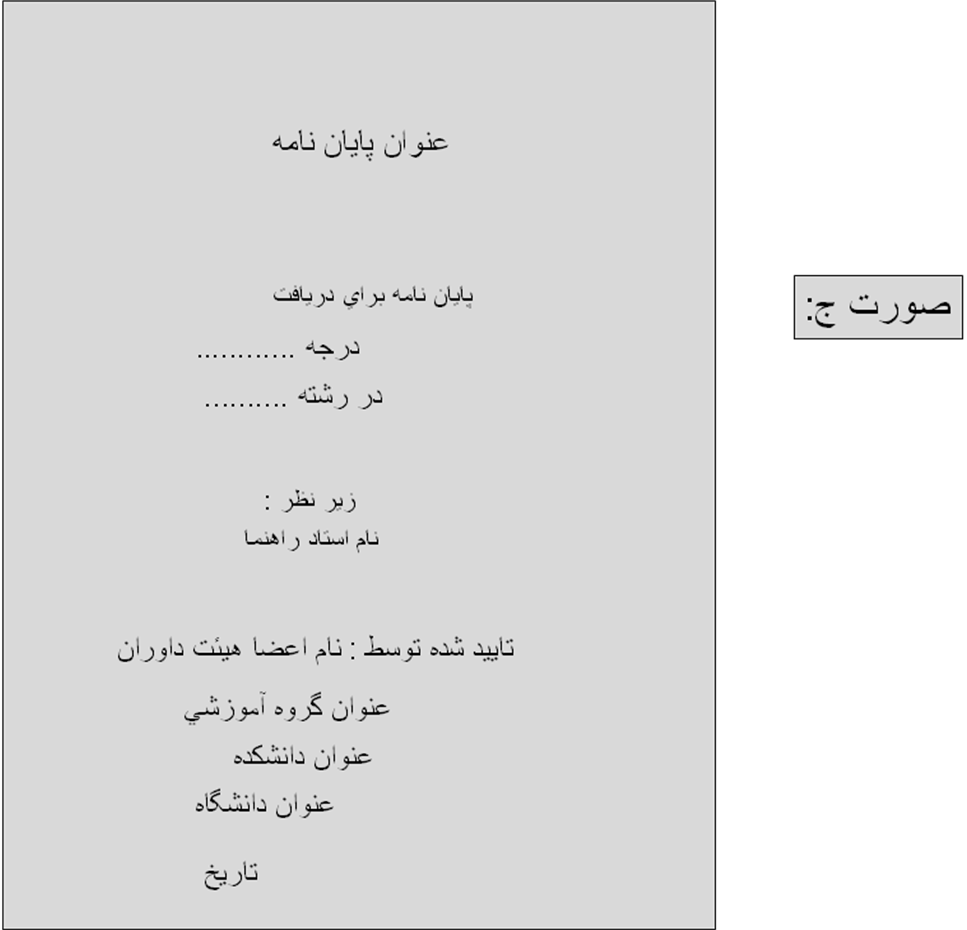 صورت ج:
عنوان پايان نامه
پايان نامه براي دريافت
درجه ............
در رشته ..........
زير نظر :
نام استاد راهنما
تاييد شده توسط : نام اعضا هيئت داوران
عنوان گروه آموزشي
عنوان دانشكده
عنوان دانشگاه
تاريخ